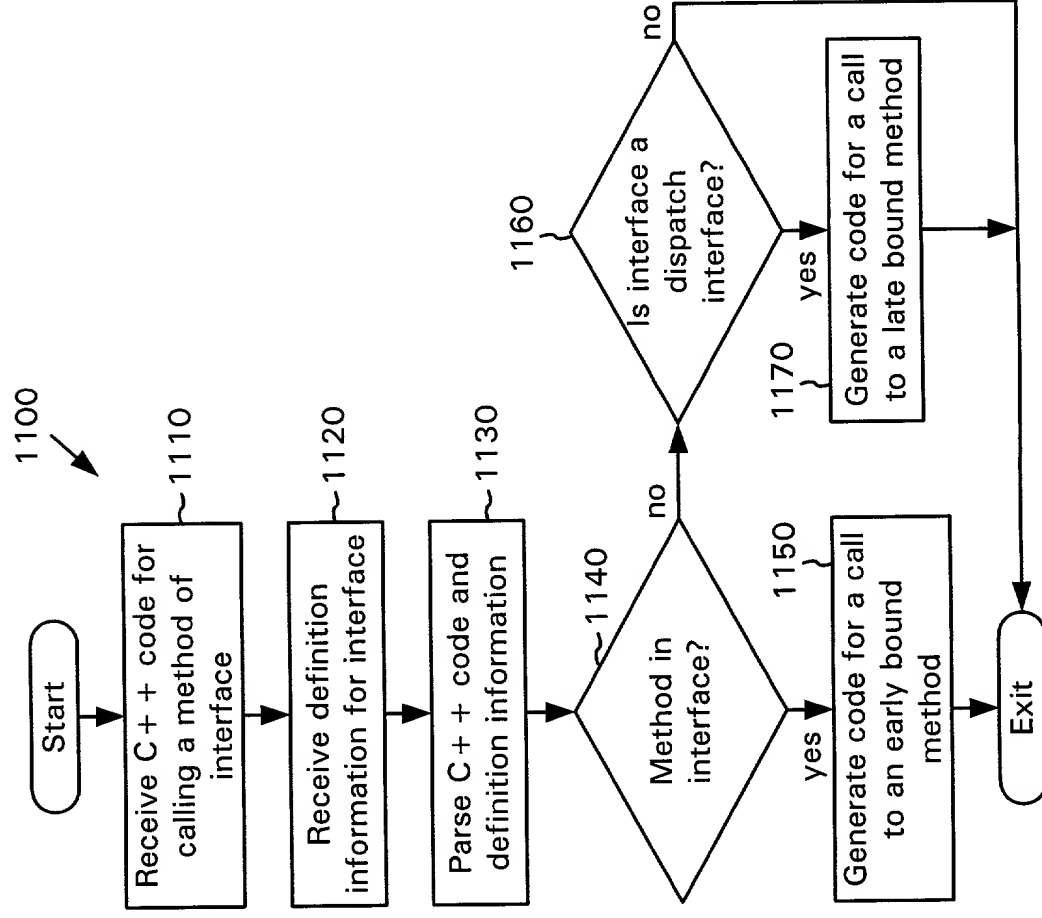 1100
Start
Receive C++ code for
calling a method of
interface
1110
Receive definition
information for interface
1120
Parse C++ code and
definition information
1130
Method in
interface?
1140
yes
no
Generate code for a call
to an early bound
method
1150
Is interface a
dispatch
interface?
1160
yes
no
Generate code for a call
to a late bound method
1170
Exit